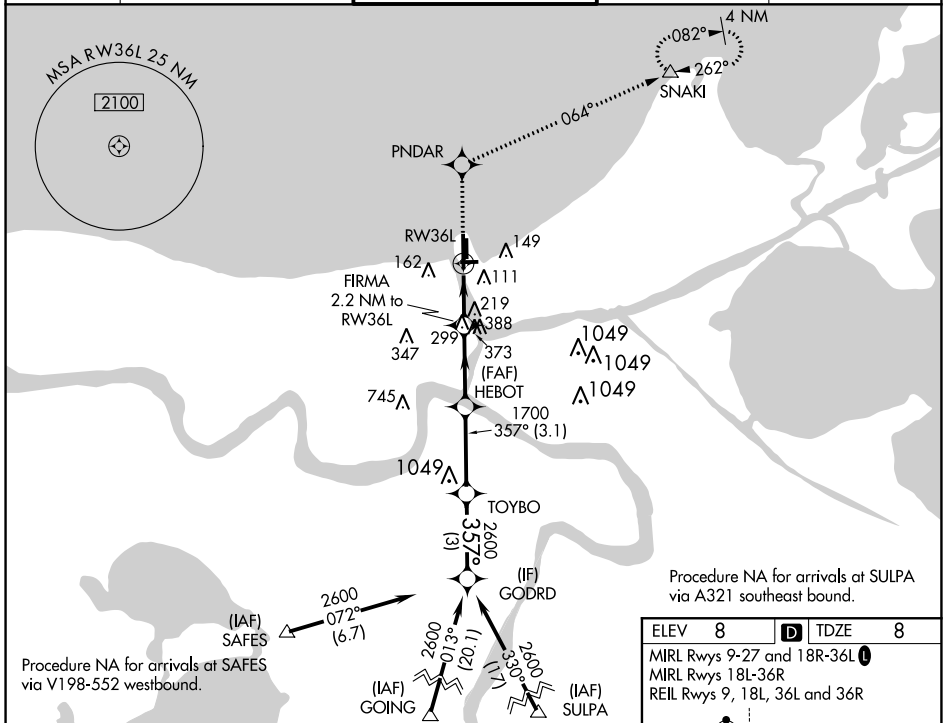 MSA RW36L 25 NM
2100
4 NM
082°
262°
SNAKI
064°
PNDAR
RW36L
149
162
111
FIRMA
2.2 NM to
RW36L
219
388
299
347
373
1049
1049
1049
(FAF)
HEBOT
745
1700
357° (3.1)
1049
TOYBO
2600
357°
(3)
(IF)
GODRD
Procedure NA for arrivals at SULPA
via A321 southeast bound.
2600
072°
(6.7)
(IAF)
SAFES
2600
013°
(20.1)
2600
330°
(17)
Procedure NA for arrivals at SAFES
via V198-552 westbound.
(IAF)
GOING
(IAF)
SULPA
ELEV 8 D TDZE 8
MIRL Rwys 9-27 and 18R-36L L
MIRL Rwys 18L-36R
REIL Rwys 9, 18L, 36L and 36R